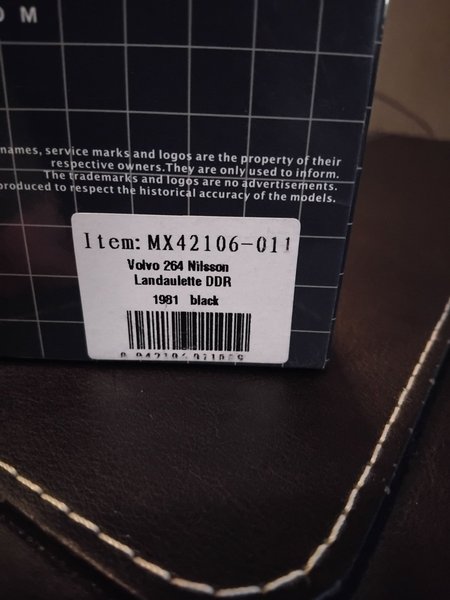 O M
names, service marks and logos are the property of their
respective owners.They are only used to inform.
The trademarks and logos are no advertisements.
produced to respect the historical accuracy of the models.
Item: MX42106-011
Volvo 264 Nilsson
Landaulette DDR
1981 black